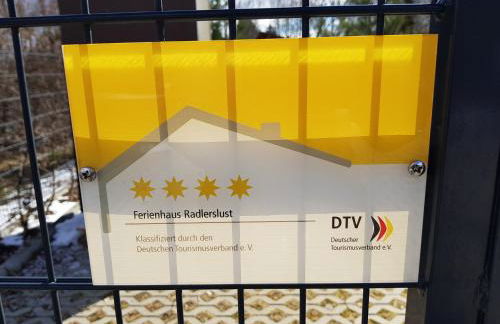 Ferienhaus Radlerslust
Klassifiziert durch den
Deutschen Tourismusverband e. V.
DTV
Deutscher
Tourismusverband e.V.